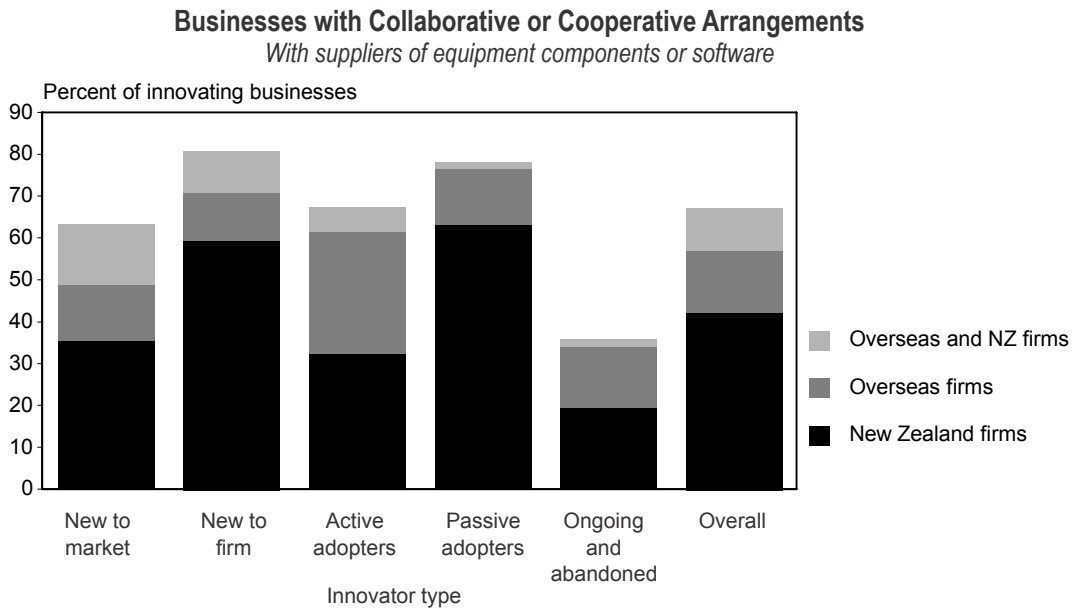 Businesses with Collaborative or Cooperative Arrangements
With suppliers of equipment components or software
Percent of innovating businesses
90
80
70
60
50
40
30
20
10
0
Overseas and NZ firms
Overseas firms
New Zealand firms
New to
market
New to
firm
Active
adopters
Passive
adopters
Ongoing
and
abandoned
Overall
Innovator type